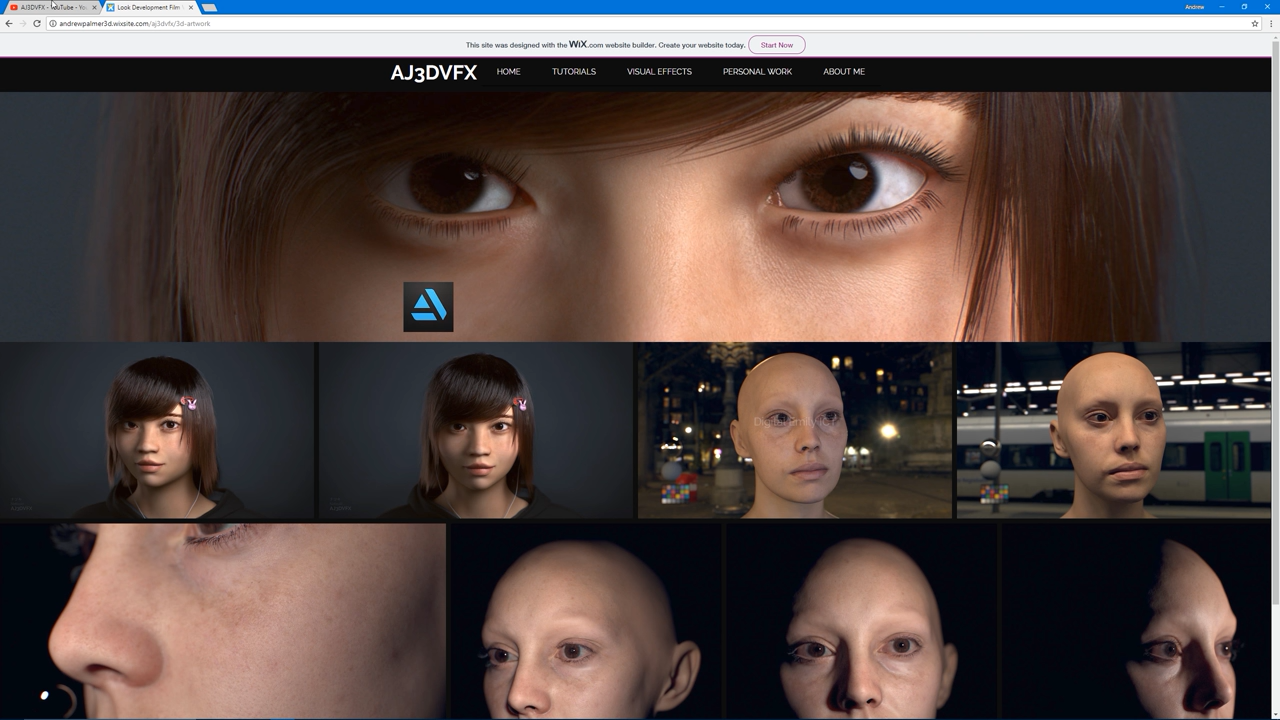 AJ3DVFX - YouTube - You
Look Development Film
Andrew
andrewpalmer3d.wixsite.com/aj3dvfx/3d-artwork
This site was designed with the WiX.com website builder. Create your website today.
Start Now
AJ3DVFX
HOME
TUTORIALS
VISUAL EFFECTS
PERSONAL WORK
ABOUT ME